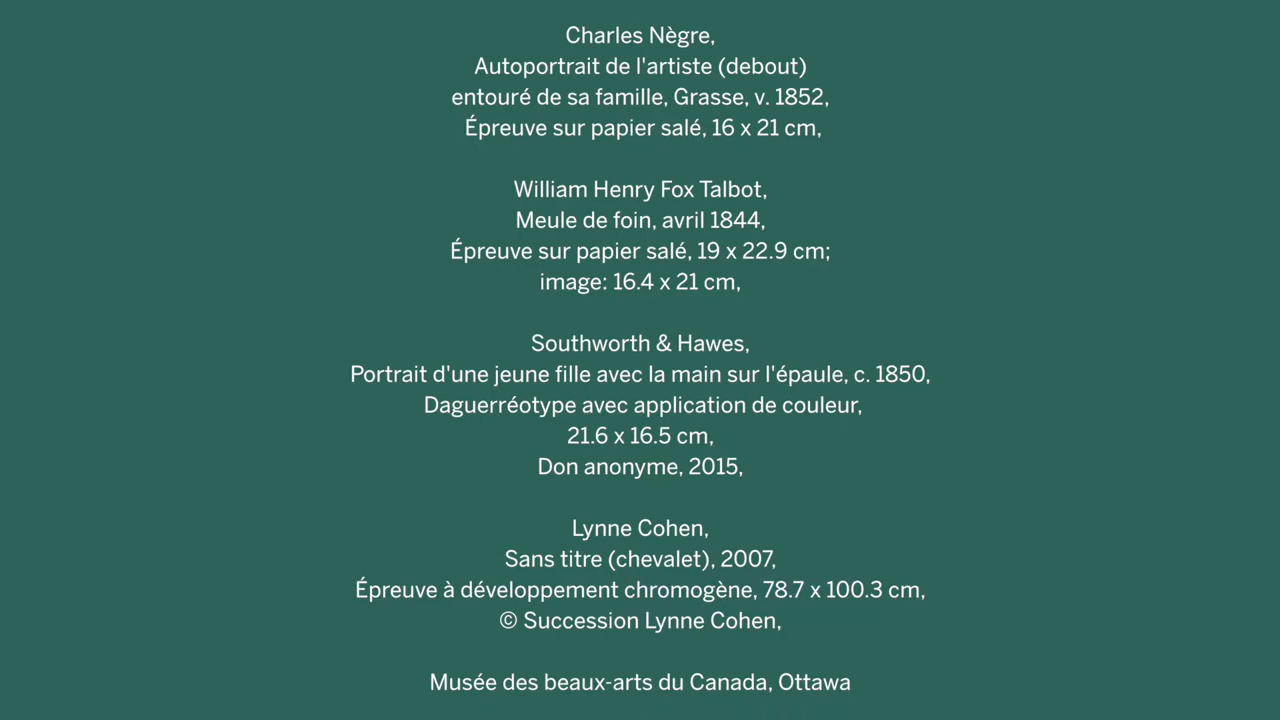 Charles Nègre,
Autoportrait de l'artiste (debout)
entouré de sa famille, Grasse, v. 1852,
Épreuve sur papier salé, 16 x 21 cm,
William Henry Fox Talbot,
Meule de foin, avril 1844,
Épreuve sur papier salé, 19 x 22.9 cm;
image: 16.4 x 21 cm,
Southworth & Hawes,
Portrait d'une jeune fille avec la main sur l'épaule, c. 1850,
Daguerréotype avec application de couleur,
21.6 x 16.5 cm,
Don anonyme, 2015,
Lynne Cohen,
Sans titre (chevalet), 2007,
Épreuve à développement chromogène, 78.7 x 100.3 cm,
© Succession Lynne Cohen,
Musée des beaux-arts du Canada, Ottawa